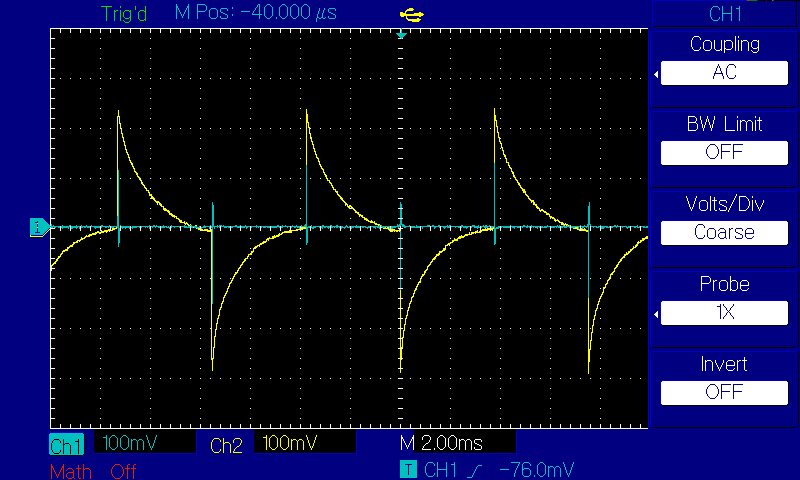 Trig'd M Pos: -40.000 µs CH1
Coupling
AC
BW Limit
OFF
Volts/Div
Coarse
Probe
1X
Invert
OFF
1
Ch1 100mV Ch2 100mV M 2.00ms
Math Off T CH1 -76.0mV